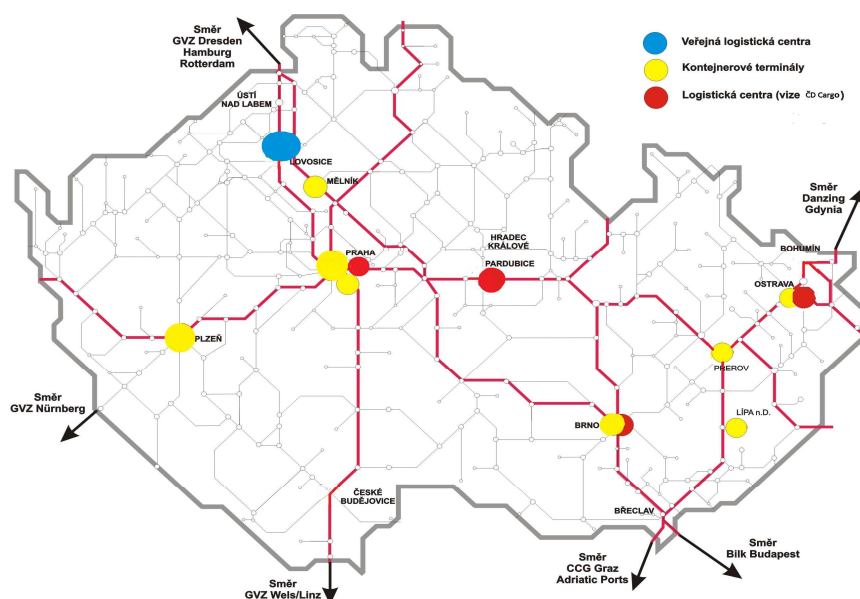 Směr
GVZ Dresden
Hamburg
Rotterdam
Veřejná logistická centra
Kontejnerové terminály
Logistická centra (vize ČD Cargo)
ÚSTÍ
NAD LABEM
LOVOSICE
MĚLNÍK
Směr
Danzing
Gdynia
HRADEC
KRÁLOVÉ
PRAHA
PARDUBICE
BOHUMÍN
OSTRAVA
PLZEŇ
PŘEROV
Směr
GVZ Nürnberg
LÍPA n.D.
BRNO
ČESKÉ
BUDĚJOVICE
BŘECLAV
Směr
Bilk Budapest
Směr
CCG Graz
Adriatic Ports
Směr
GVZ Wels/Linz